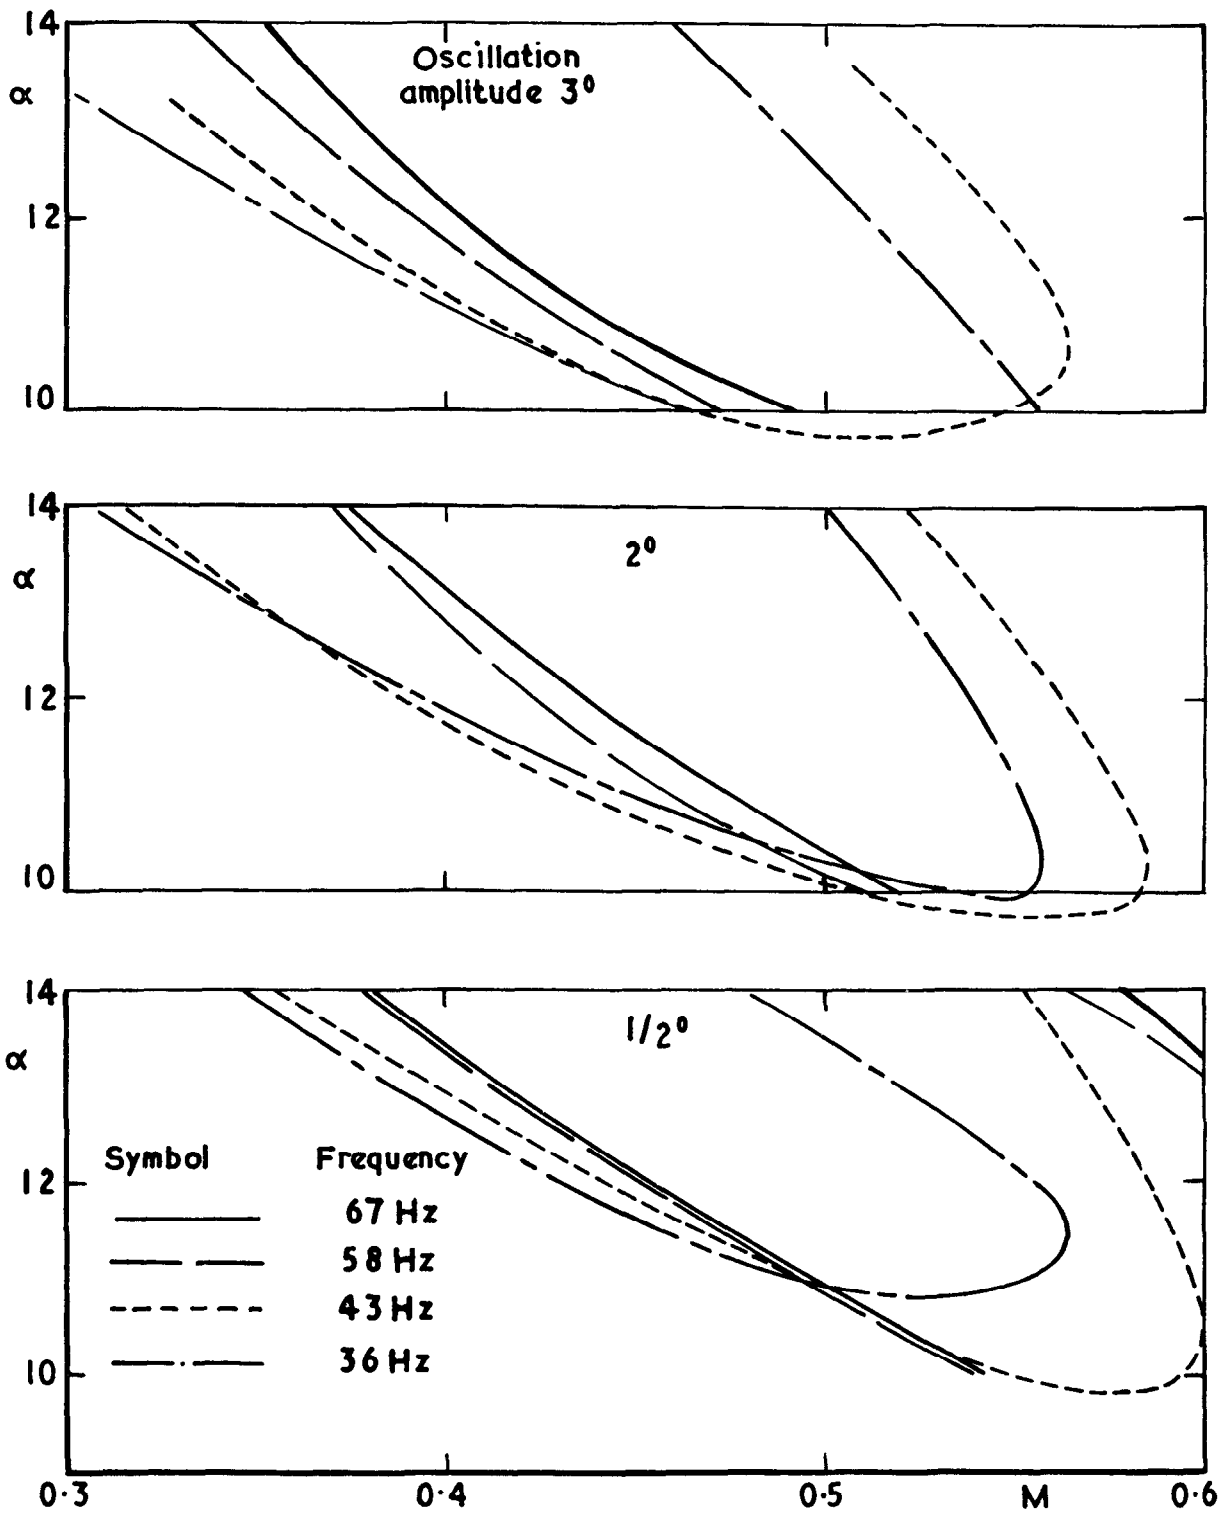 14
Oscillation
amplitude 3°
α
12
10
14
2°
α
12
10
14
1/2°
α
Symbol Frequency
12
67 Hz
58 Hz
43 Hz
10
36 Hz
0·3 0·4 0·5 M 0·6